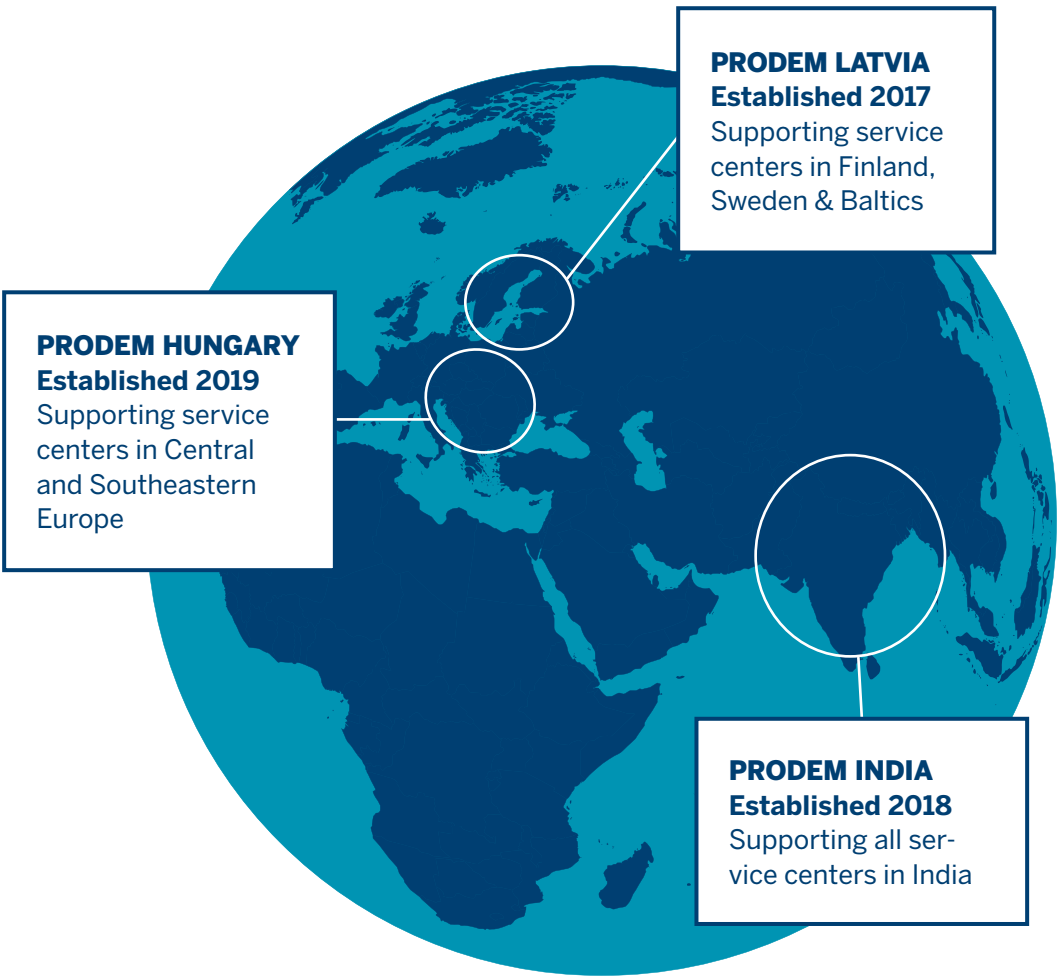 PRODEM LATVIA
Established 2017
Supporting service
centers in Finland,
Sweden & Baltics
PRODEM HUNGARY
Established 2019
Supporting service
centers in Central
and Southeastern
Europe
PRODEM INDIA
Established 2018
Supporting all ser-
vice centers in India